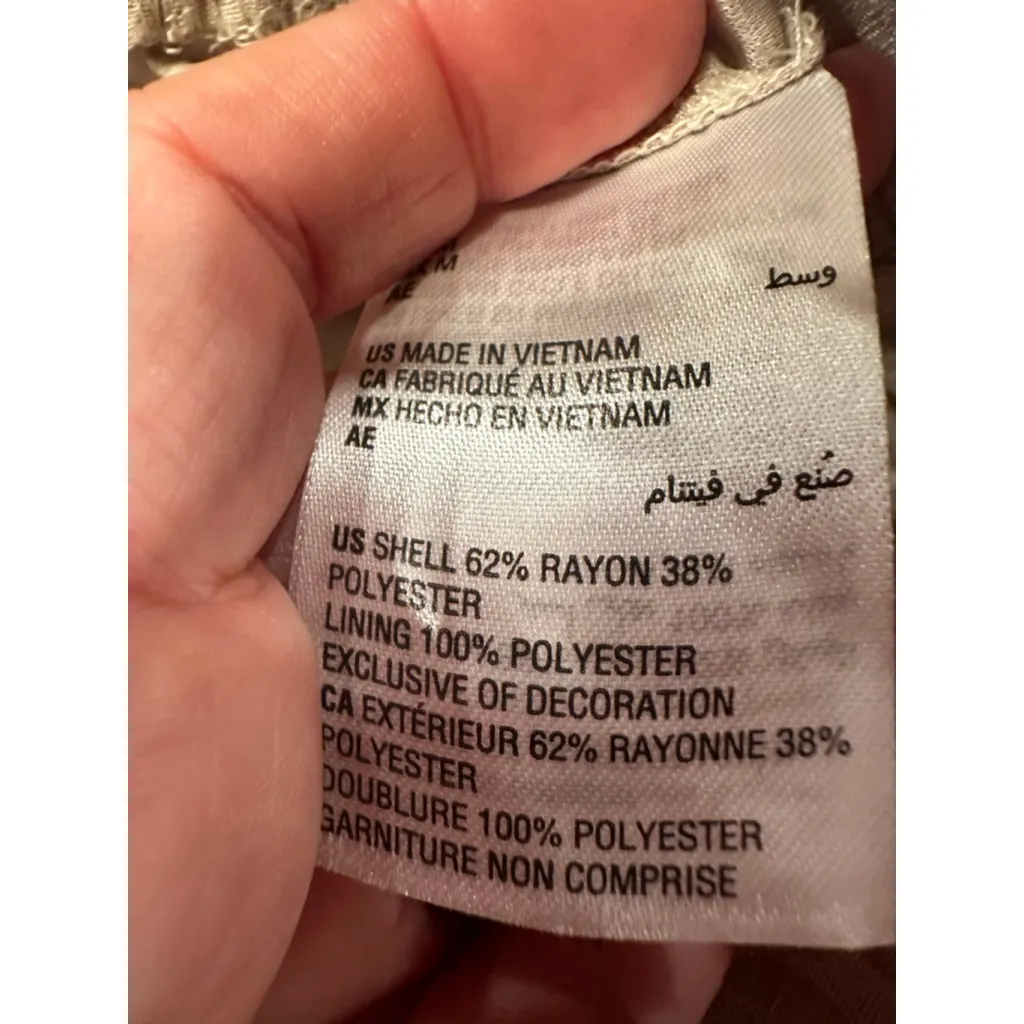 M
AE
وسط
US MADE IN VIETNAM
CA FABRIQUÉ AU VIETNAM
MX HECHO EN VIETNAM
AE
صُنع في فيتنام
US SHELL 62% RAYON 38%
POLYESTER
LINING 100% POLYESTER
EXCLUSIVE OF DECORATION
CA EXTÉRIEUR 62% RAYONNE 38%
POLYESTER
DOUBLURE 100% POLYESTER
GARNITURE NON COMPRISE